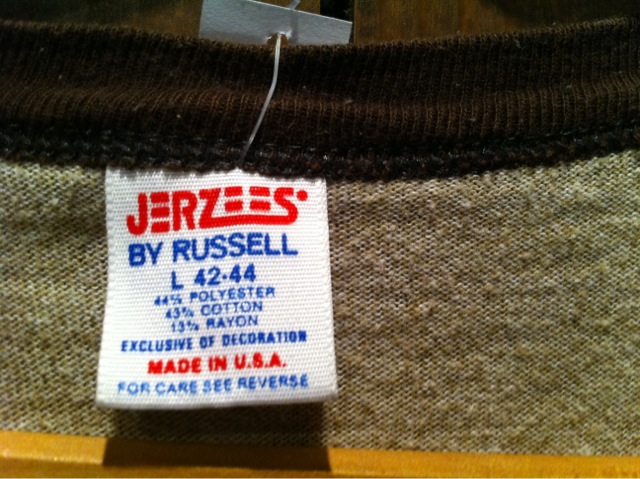 JERZEES
BY RUSSELL
L 42-44
44% POLYESTER
43% COTTON
13% RAYON
EXCLUSIVE OF DECORATION
MADE IN U.S.A.
FOR CARE SEE REVERSE